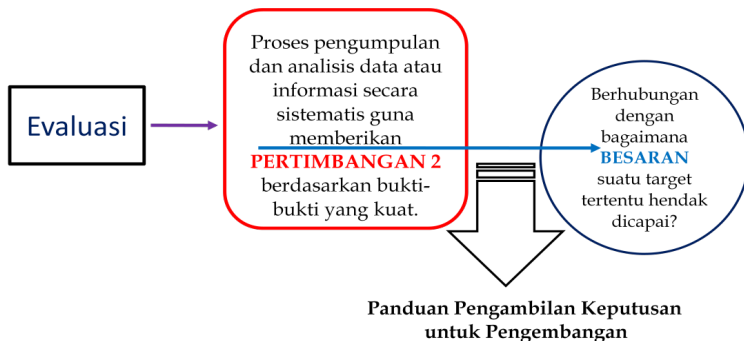 Evaluasi
Proses pengumpulan
dan analisis data atau
informasi secara
sistematis guna
memberikan
PERTIMBANGAN 2
berdasarkan bukti-
bukti yang kuat.
Berhubungan
dengan
bagaimana
BESARAN
suatu target
tertentu hendak
dicapai?
Panduan Pengambilan Keputusan
untuk Pengembangan